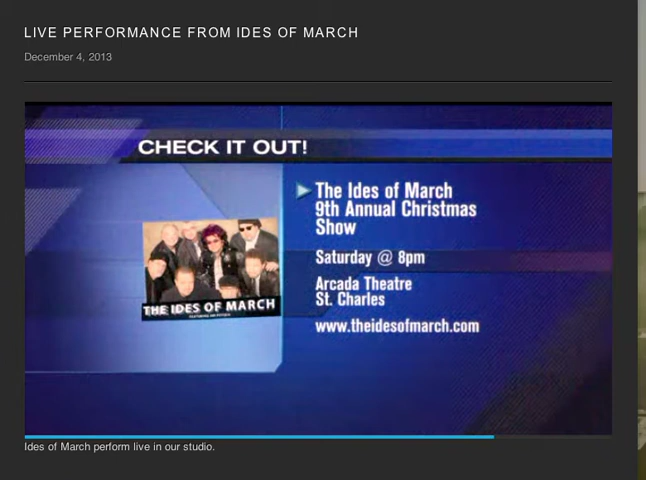 LIVE PERFORMANCE FROM IDES OF MARCH
December 4, 2013
CHECK IT OUT!
The Ides of March
9th Annual Christmas
Show
Saturday @ 8pm
Arcada Theatre
St. Charles
www.theidesofmarch.com
THE IDES OF MARCH
Ides of March perform live in our studio.